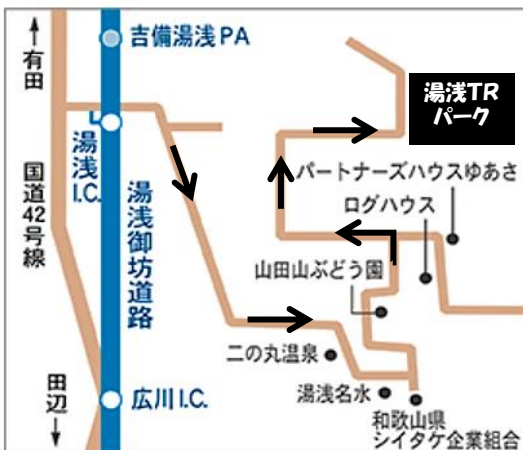 有田
吉備湯浅PA
湯浅TR
パーク
湯浅
I.C.
国道42号線
湯浅御坊道路
パートナーズハウスゆあさ
ログハウス
山田山ぶどう園
二の丸温泉
湯浅名水
広川I.C.
田辺
和歌山県
シイタケ企業組合